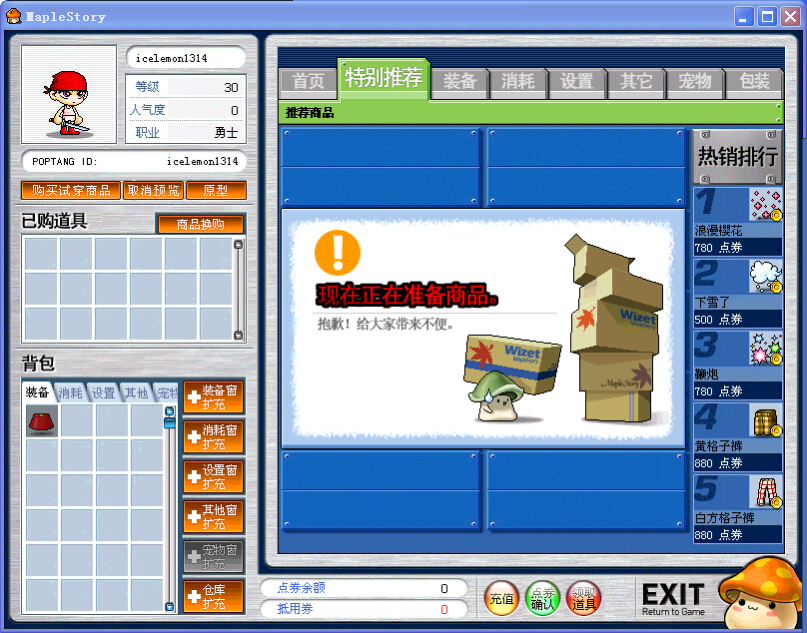 MapleStory
icelemon1314
等级 30
人气度 0
职业 勇士
POPTANG ID: icelemon1314
购买试穿商品 取消预览 原型
已购道具 商品换购
背包
装备 消耗 设置 其他 宠物
装备窗扩充
消耗窗扩充
设置窗扩充
其他窗扩充
宠物窗扩充
仓库扩充
首页 特别推荐 装备 消耗 设置 其它 宠物 包装
推荐商品
现在正在准备商品。
抱歉！给大家带来不便。
Wizet
Wizet
MapleStory
热销排行
1
浪漫樱花
780 点券
2
下雪了
500 点券
3
鞭炮
780 点券
4
黄格子裤
880 点券
5
白方格子裤
880 点券
点券余额 0
抵用券 0
充值
点券确认
领取道具
EXIT
Return to Game